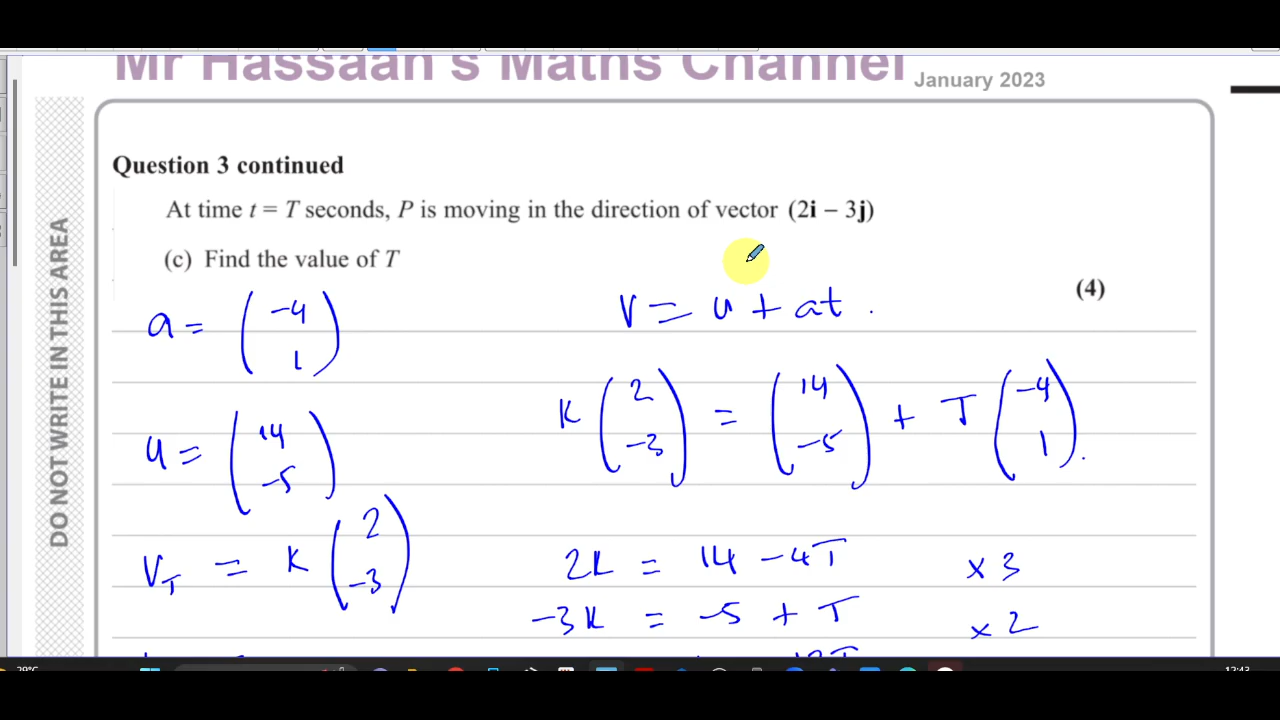 Mr Hassaan's Maths Channel
January 2023
DO NOT WRITE IN THIS AREA
Question 3 continued
At time t = T seconds, P is moving in the direction of vector (2i − 3j)
(c) Find the value of T
(4)
a = (-4
1)
u = (14
-5)
V_T = K (2
-3)
V = u + at.
K (2
-3) = (14
-5) + T (-4
1).
2K = 14 - 4T ×3
-3K = -5 + T ×2
12:43